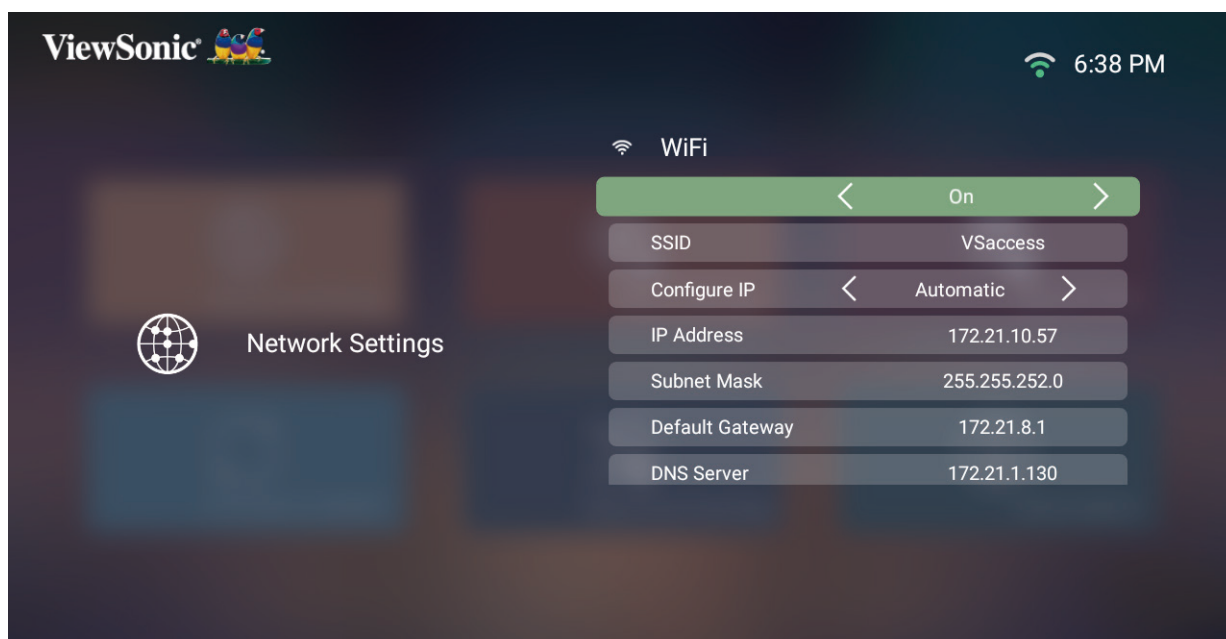 ViewSonic
6:38 PM
WiFi
On
SSID VSaccess
Configure IP Automatic
Network Settings
IP Address 172.21.10.57
Subnet Mask 255.255.252.0
Default Gateway 172.21.8.1
DNS Server 172.21.1.130